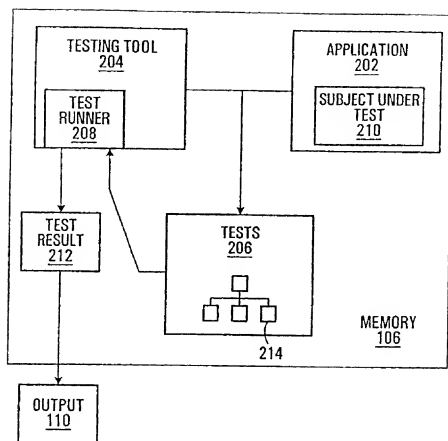 TESTING TOOL
204
TEST
RUNNER
208
APPLICATION
202
SUBJECT UNDER
TEST
210
TEST
RESULT
212
TESTS
206
214
MEMORY
106
OUTPUT
110